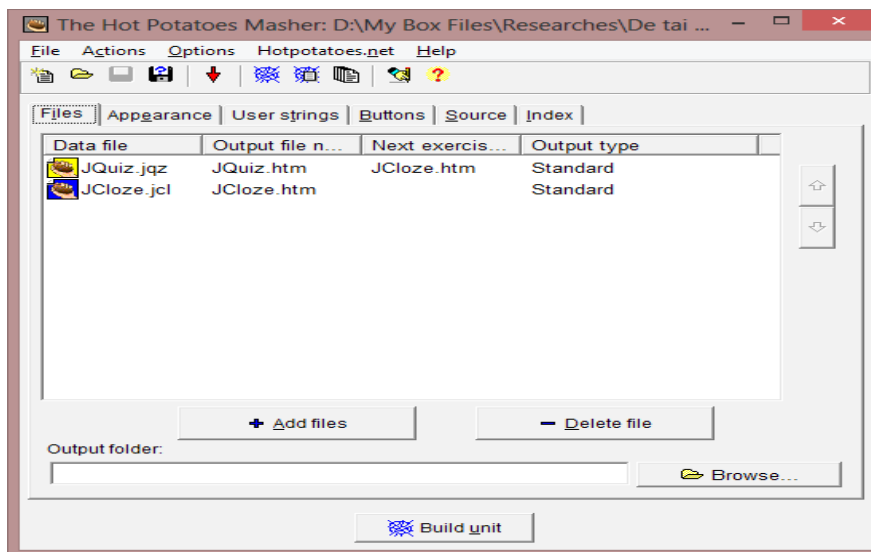 The Hot Potatoes Masher: D:\My Box Files\Researches\De tai ...
File Actions Options Hotpotatoes.net Help
Files Appearance User strings Buttons Source Index
Data file Output file n... Next exercis... Output type
JQuiz.jqz JQuiz.htm JCloze.htm Standard
JCloze.jcl JCloze.htm Standard
Add files Delete file
Output folder:
Browse...
Build unit